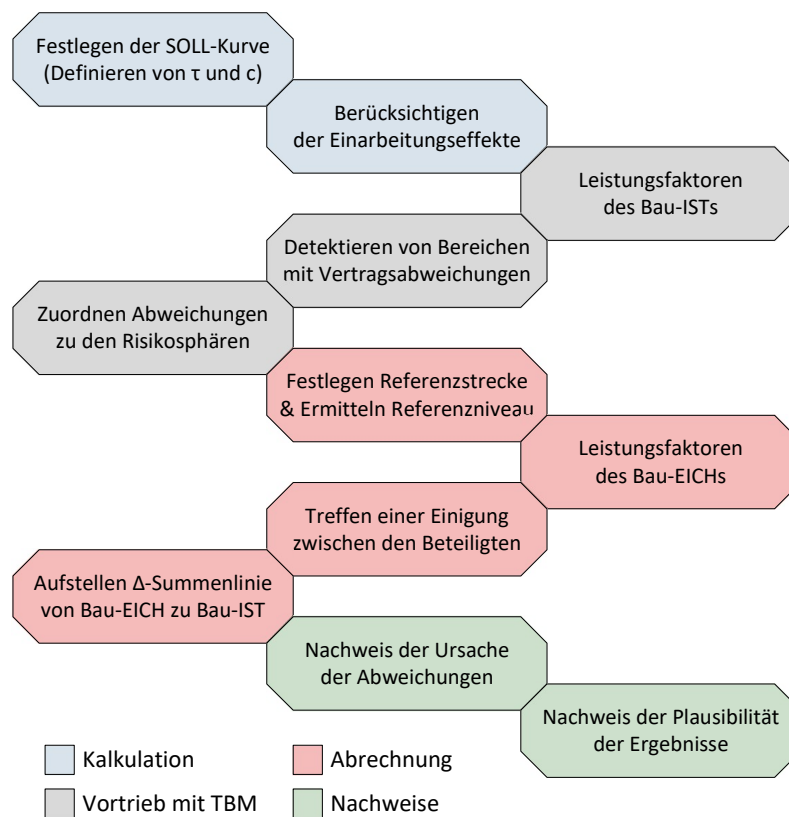 Festlegen der SOLL-Kurve
(Definieren von τ und c)
Berücksichtigen
der Einarbeitungseffekte
Leistungsfaktoren
des Bau-ISTs
Detektieren von Bereichen
mit Vertragsabweichungen
Zuordnen Abweichungen
zu den Risikosphären
Festlegen Referenzstrecke
& Ermitteln Referenzniveau
Leistungsfaktoren
des Bau-EICHs
Treffen einer Einigung
zwischen den Beteiligten
Aufstellen Δ-Summenlinie
von Bau-EICH zu Bau-IST
Nachweis der Ursache
der Abweichungen
Nachweis der Plausibilität
der Ergebnisse
Kalkulation
Abrechnung
Vortrieb mit TBM
Nachweise